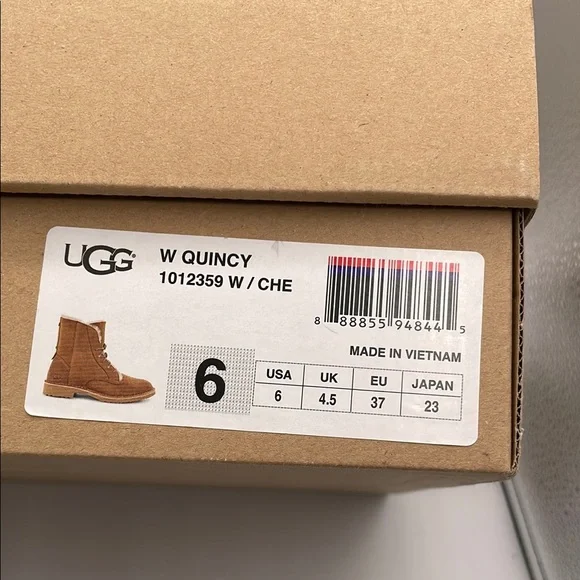 UGG
W QUINCY
1012359 W / CHE
8 88855 94844 5
MADE IN VIETNAM
6
USA UK EU JAPAN
6 4.5 37 23